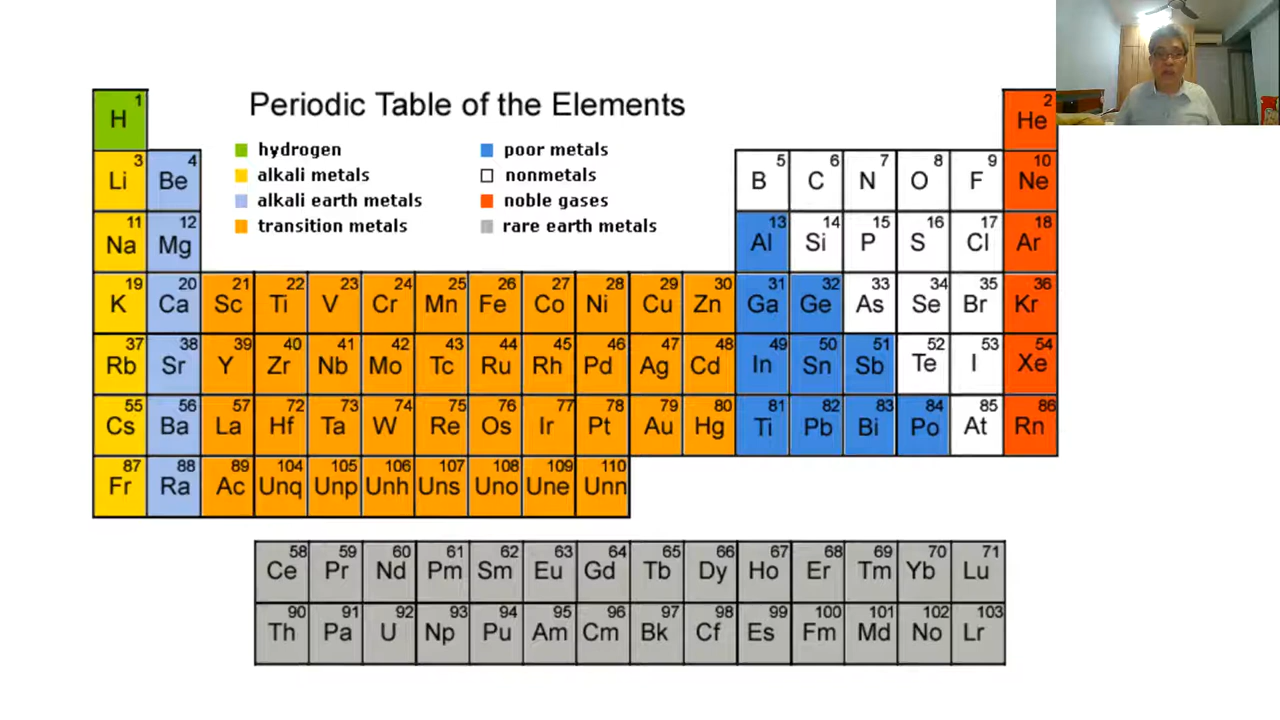 Periodic Table of the Elements
hydrogen
alkali metals
alkali earth metals
transition metals
poor metals
nonmetals
noble gases
rare earth metals
1 H 2 He
3 Li 4 Be 5 B 6 C 7 N 8 O 9 F 10 Ne
11 Na 12 Mg 13 Al 14 Si 15 P 16 S 17 Cl 18 Ar
19 K 20 Ca 21 Sc 22 Ti 23 V 24 Cr 25 Mn 26 Fe 27 Co 28 Ni 29 Cu 30 Zn 31 Ga 32 Ge 33 As 34 Se 35 Br 36 Kr
37 Rb 38 Sr 39 Y 40 Zr 41 Nb 42 Mo 43 Tc 44 Ru 45 Rh 46 Pd 47 Ag 48 Cd 49 In 50 Sn 51 Sb 52 Te 53 I 54 Xe
55 Cs 56 Ba 57 La 72 Hf 73 Ta 74 W 75 Re 76 Os 77 Ir 78 Pt 79 Au 80 Hg 81 Ti 82 Pb 83 Bi 84 Po 85 At 86 Rn
87 Fr 88 Ra 89 Ac 104 Unq 105 Unp 106 Unh 107 Uns 108 Uno 109 Une 110 Unn
58 Ce 59 Pr 60 Nd 61 Pm 62 Sm 63 Eu 64 Gd 65 Tb 66 Dy 67 Ho 68 Er 69 Tm 70 Yb 71 Lu
90 Th 91 Pa 92 U 93 Np 94 Pu 95 Am 96 Cm 97 Bk 98 Cf 99 Es 100 Fm 101 Md 102 No 103 Lr